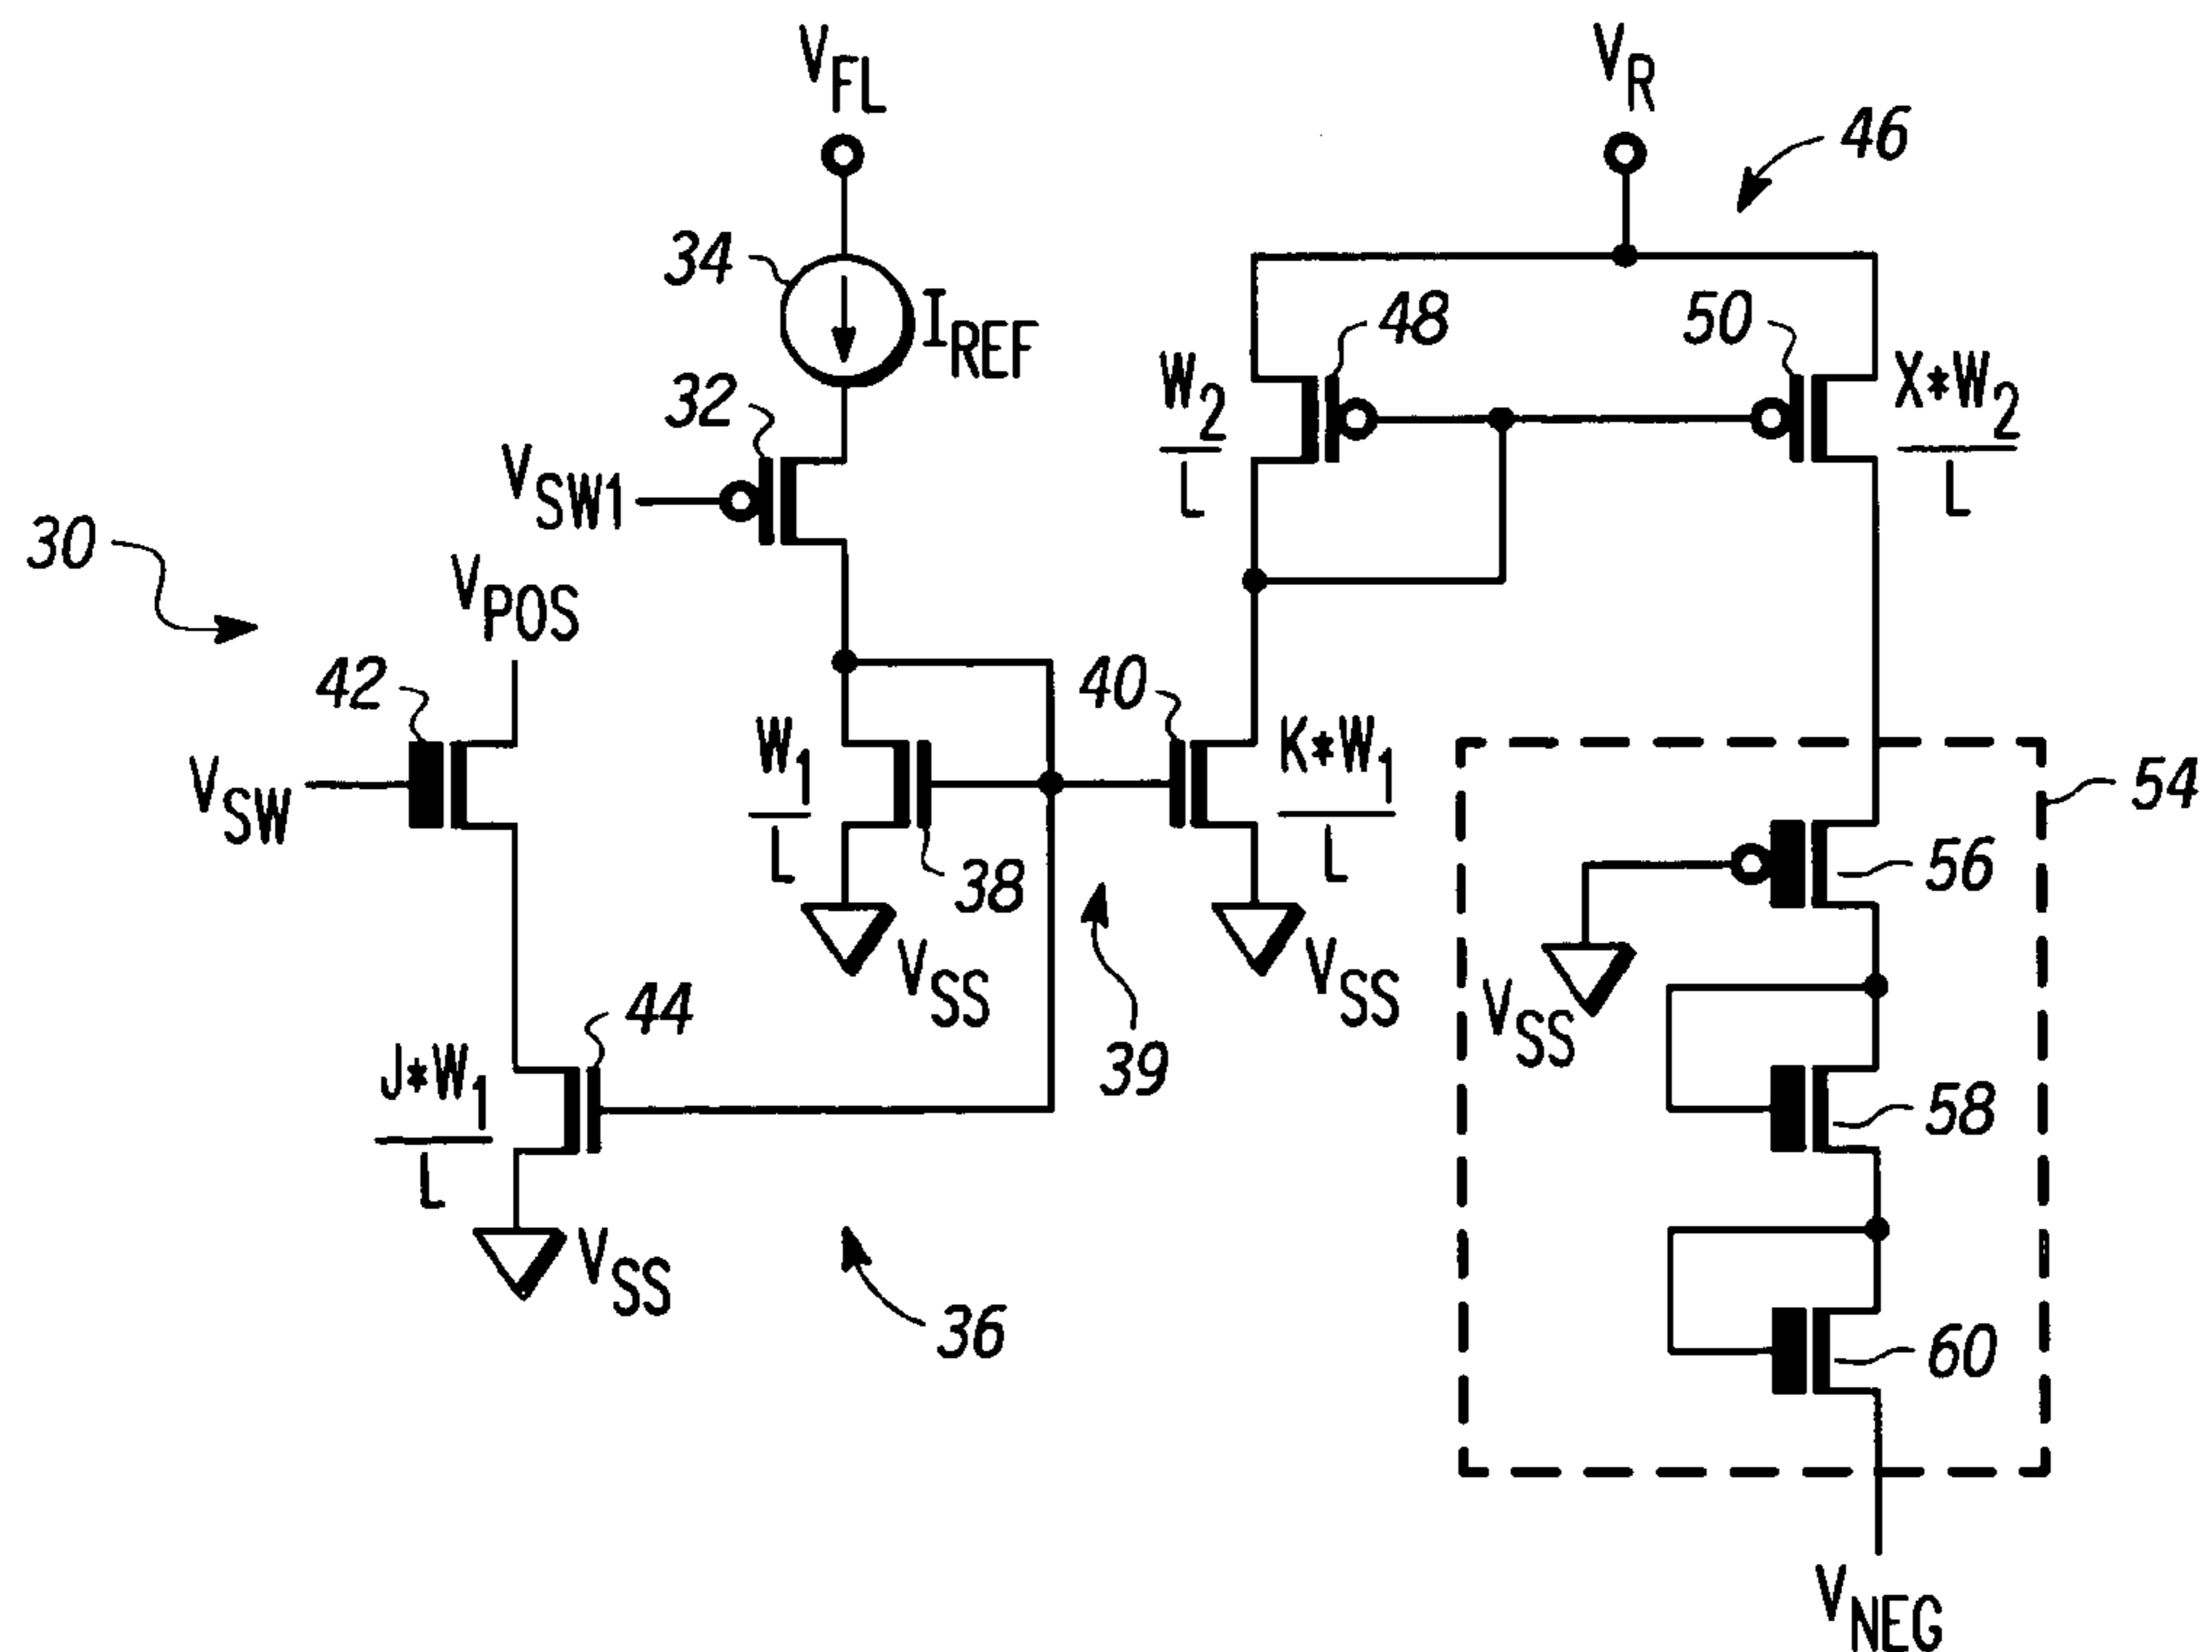 V_FL
V_R
46
34
I_REF
48
50
32
W_2
L
X*W_2
L
V_SW1
30
V_POS
42
40
W_1
L
K*W_1
L
54
V_SW
38
56
V_SS
V_SS
V_SS
44
39
J*W_1
L
58
V_SS
36
60
V_NEG